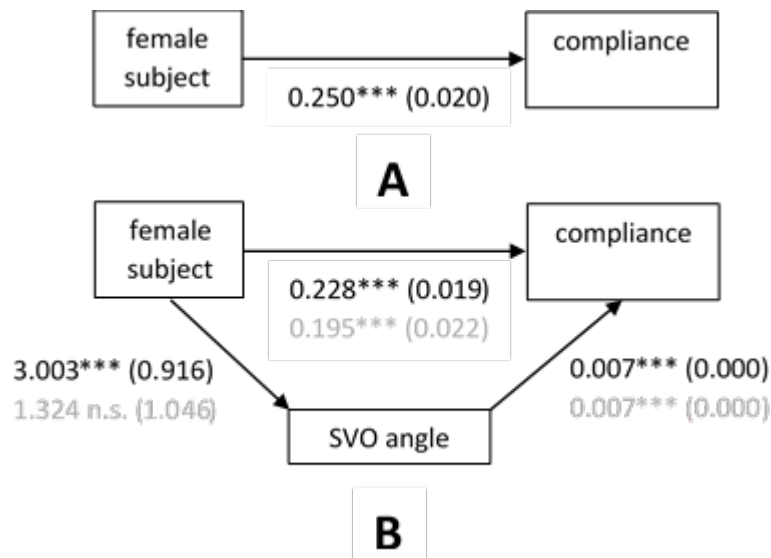 female
subject
compliance
0.250*** (0.020)
A
female
subject
compliance
0.228*** (0.019)
0.195*** (0.022)
3.003*** (0.916)
1.324 n.s. (1.046)
0.007*** (0.000)
0.007*** (0.000)
SVO angle
B